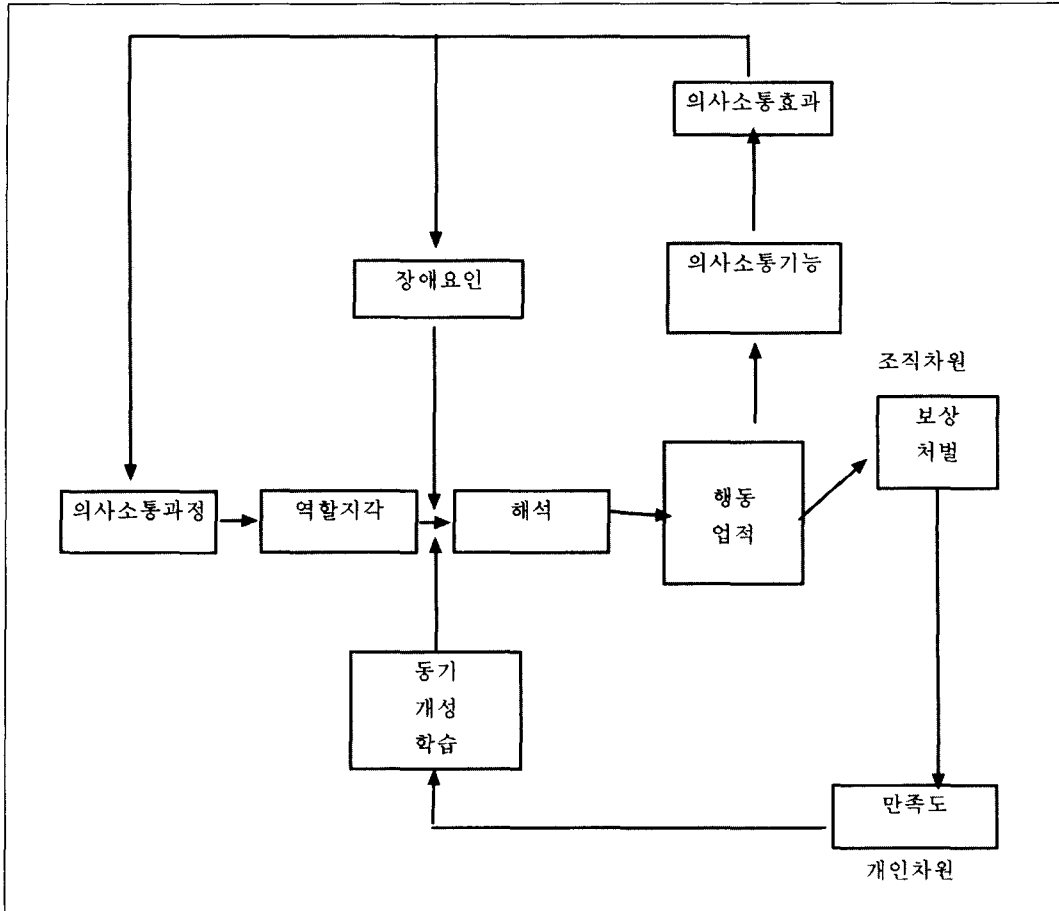 의사소통효과
의사소통기능
장애요인
조직차원
보상
처벌
의사소통과정
역할지각
해석
행동
업적
동기
개성
학습
만족도
개인차원